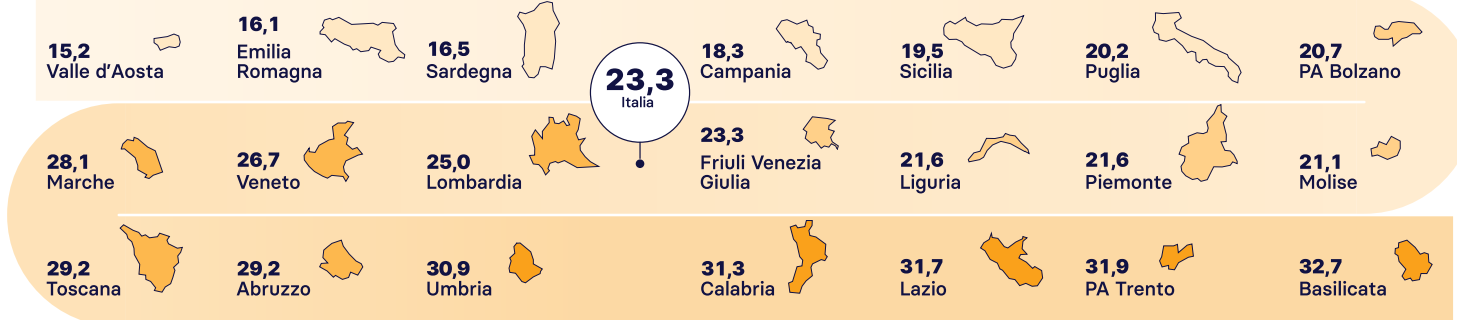 15,2
Valle d'Aosta
16,1
Emilia
Romagna
16,5
Sardegna
23,3
Italia
18,3
Campania
19,5
Sicilia
20,2
Puglia
20,7
PA Bolzano
28,1
Marche
26,7
Veneto
25,0
Lombardia
23,3
Friuli Venezia
Giulia
21,6
Liguria
21,6
Piemonte
21,1
Molise
29,2
Toscana
29,2
Abruzzo
30,9
Umbria
31,3
Calabria
31,7
Lazio
31,9
PA Trento
32,7
Basilicata